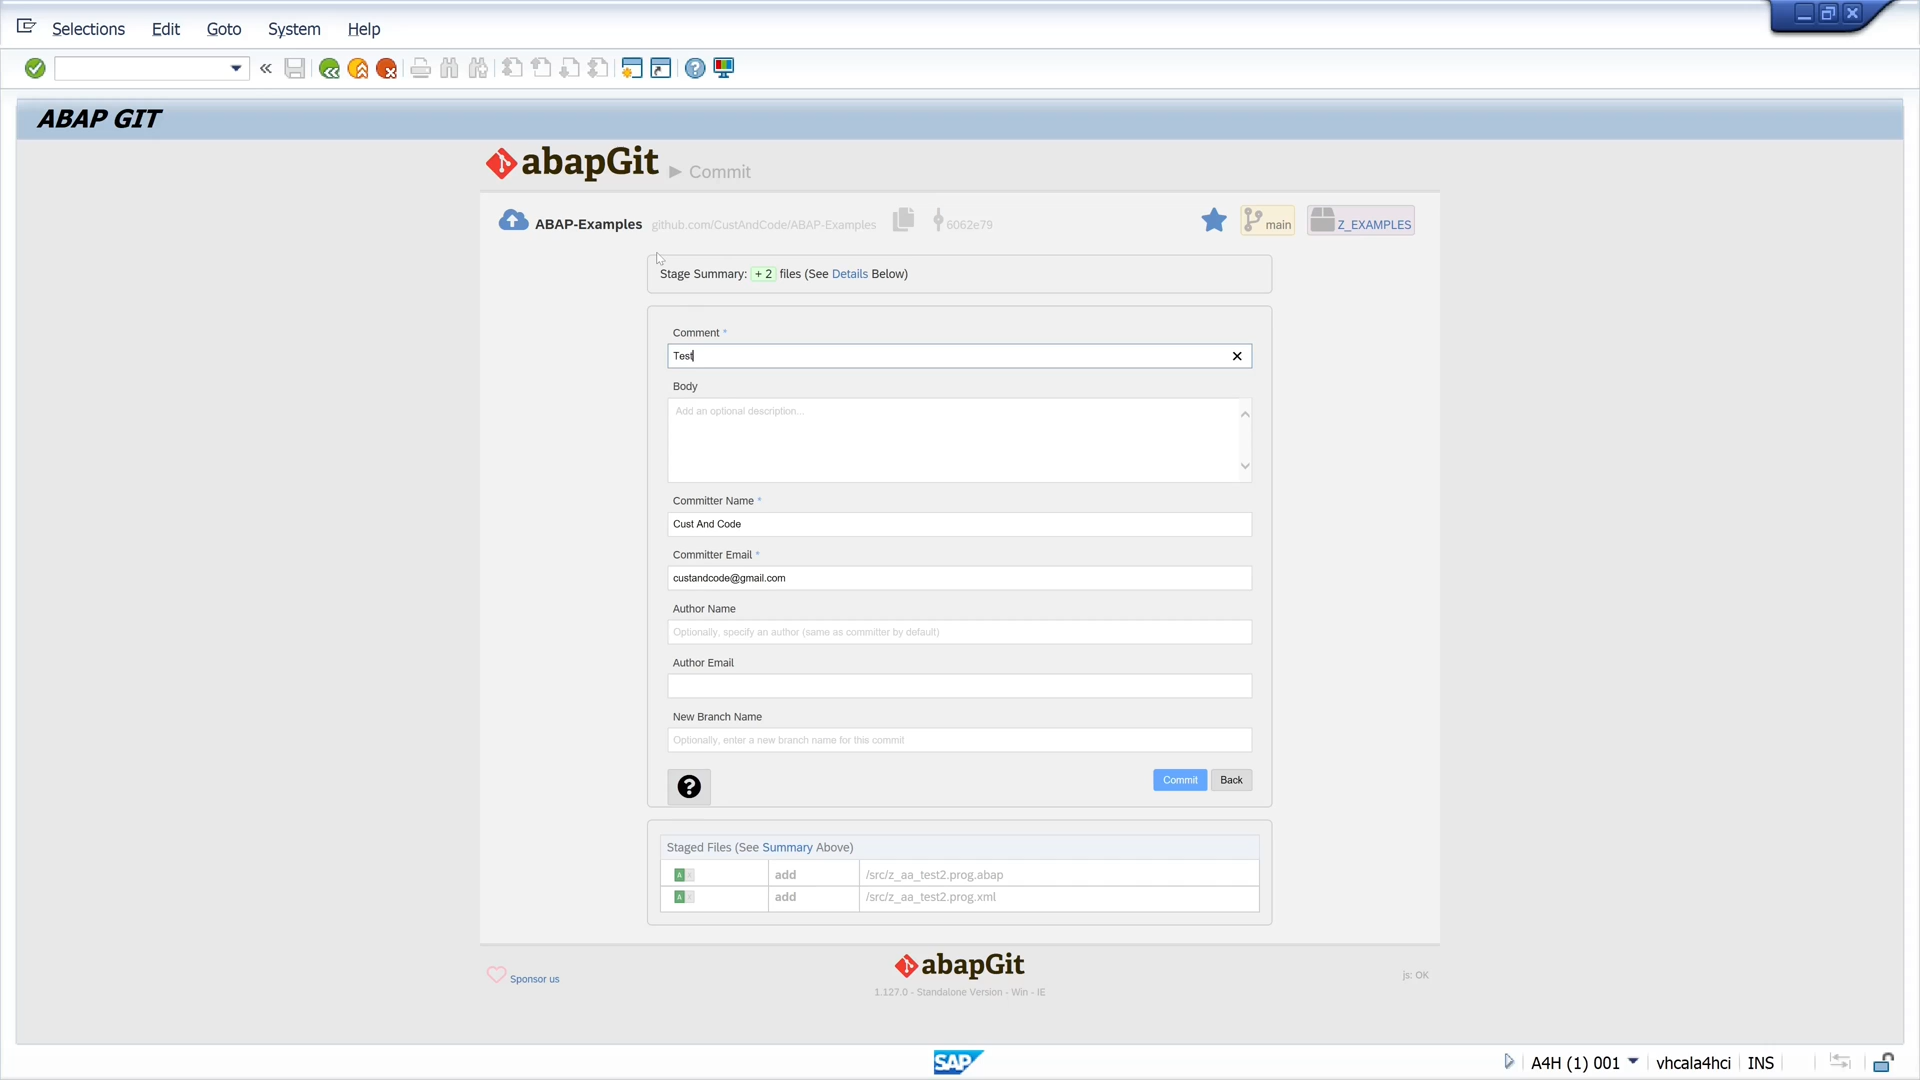 Selections Edit Goto System Help
ABAP GIT
abapGit ▶ Commit
ABAP-Examples github.com/CustAndCode/ABAP-Examples 6062e79 main Z_EXAMPLES
Stage Summary: + 2 files (See Details Below)
Comment *
Test
Body
Add an optional description...
Committer Name *
Cust And Code
Committer Email *
custandcode@gmail.com
Author Name
Optionally, specify an author (same as committer by default)
Author Email
New Branch Name
Optionally, enter a new branch name for this commit
Commit Back
Staged Files (See Summary Above)
A add /src/z_aa_test2.prog.abap
A add /src/z_aa_test2.prog.xml
Sponsor us
abapGit
js: OK
1.127.0 - Standalone Version - Win - IE
SAP
A4H (1) 001 vhcala4hci INS